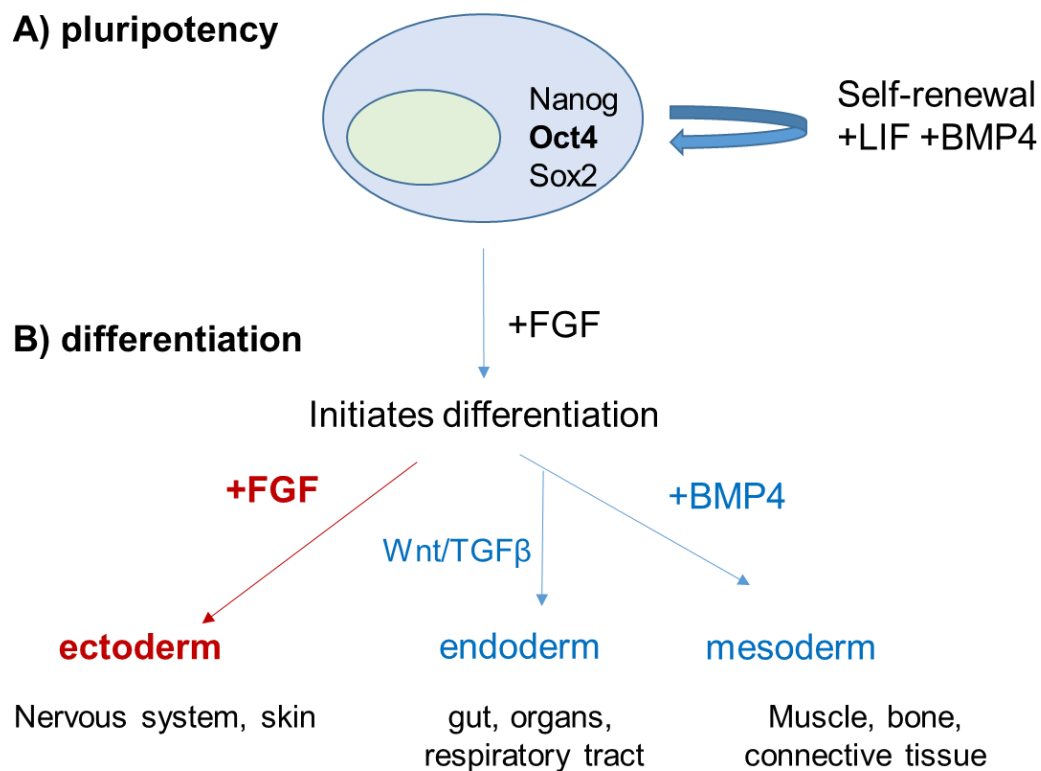 A) pluripotency
Nanog
Oct4
Sox2
Self-renewal
+LIF +BMP4
+FGF
B) differentiation
Initiates differentiation
+FGF
Wnt/TGFβ
+BMP4
ectoderm
endoderm
mesoderm
Nervous system, skin
gut, organs,
respiratory tract
Muscle, bone,
connective tissue